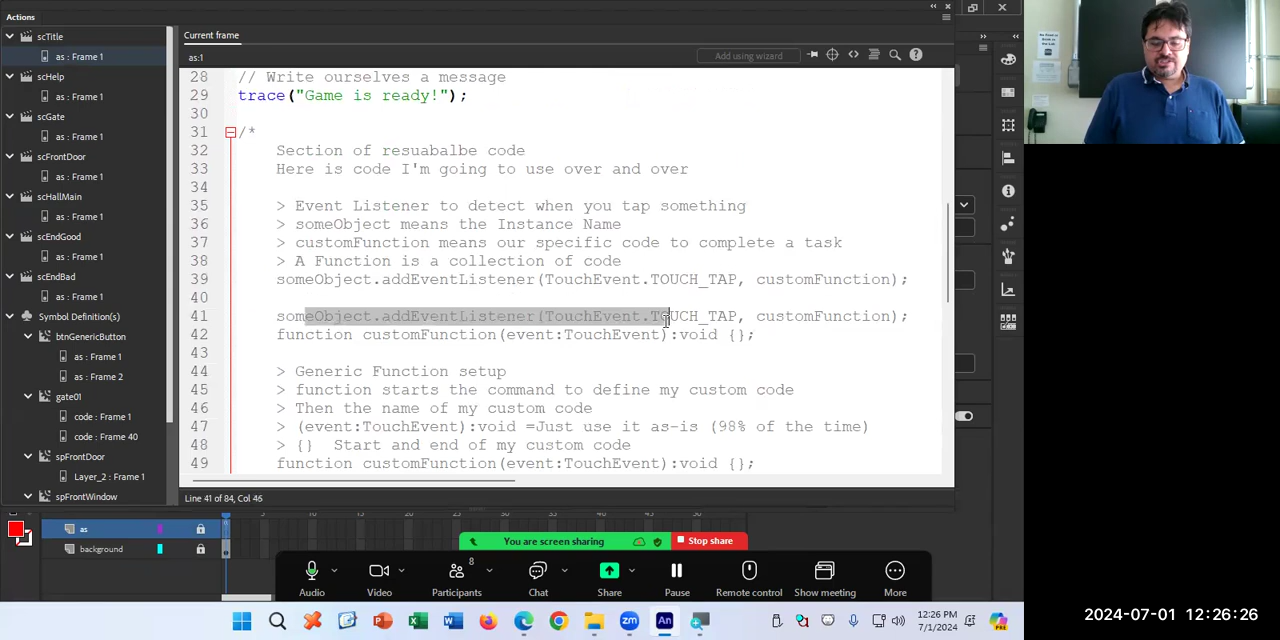 Actions
scTitle
as : Frame 1
scHelp
as : Frame 1
scGate
as : Frame 1
scFrontDoor
as : Frame 1
scHallMain
as : Frame 1
scEndGood
as : Frame 1
scEndBad
as : Frame 1
Symbol Definition(s)
btnGenericButton
as : Frame 1
as : Frame 2
gate01
code : Frame 1
code : Frame 40
spFrontDoor
Layer_2 : Frame 1
spFrontWindow
Current frame
as:1
Add using wizard
28 // Write ourselves a message
29 trace("Game is ready!");
30
31 /*
32 Section of resuabalbe code
33 Here is code I'm going to use over and over
34
35 > Event Listener to detect when you tap something
36 > someObject means the Instance Name
37 > customFunction means our specific code to complete a task
38 > A Function is a collection of code
39 someObject.addEventListener(TouchEvent.TOUCH_TAP, customFunction);
40
41 someObject.addEventListener(TouchEvent.TOUCH_TAP, customFunction);
42 function customFunction(event:TouchEvent):void {};
43
44 > Generic Function setup
45 > function starts the command to define my custom code
46 > Then the name of my custom code
47 > (event:TouchEvent):void =Just use it as-is (98% of the time)
48 > {} Start and end of my custom code
49 function customFunction(event:TouchEvent):void {};
Line 41 of 84, Col 46
as
background
You are screen sharing
Stop share
8
Audio
Video
Participants
Chat
Share
Pause
Remote control
Show meeting
More
12:26 PM
7/1/2024
2024-07-01 12:26:26